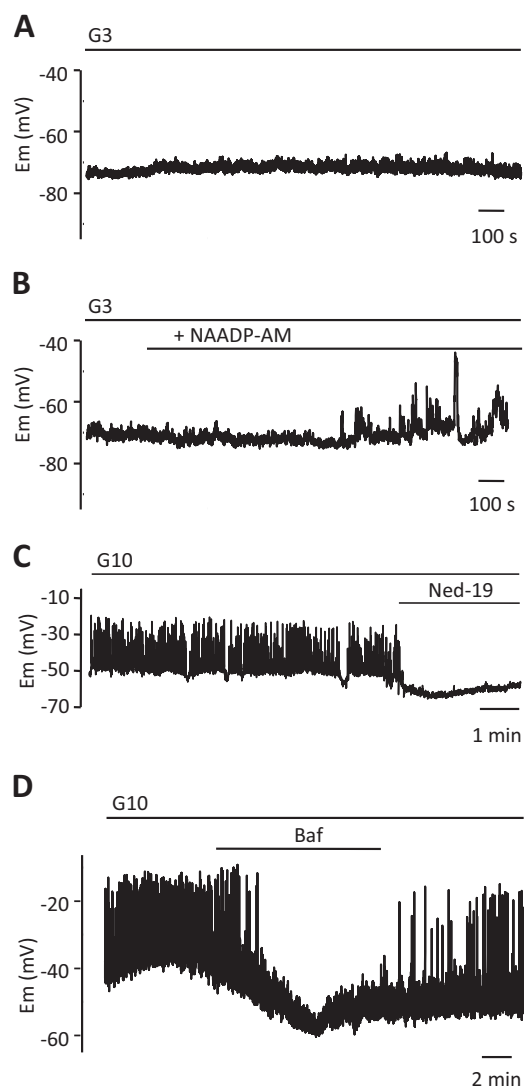 A
G3
-40
-60
-80
Em (mV)
100 s
B
G3
+ NAADP-AM
-40
-60
-80
Em (mV)
100 s
C
G10
Ned-19
-10
-30
-50
-70
Em (mV)
1 min
D
G10
Baf
-20
-40
-60
Em (mV)
2 min